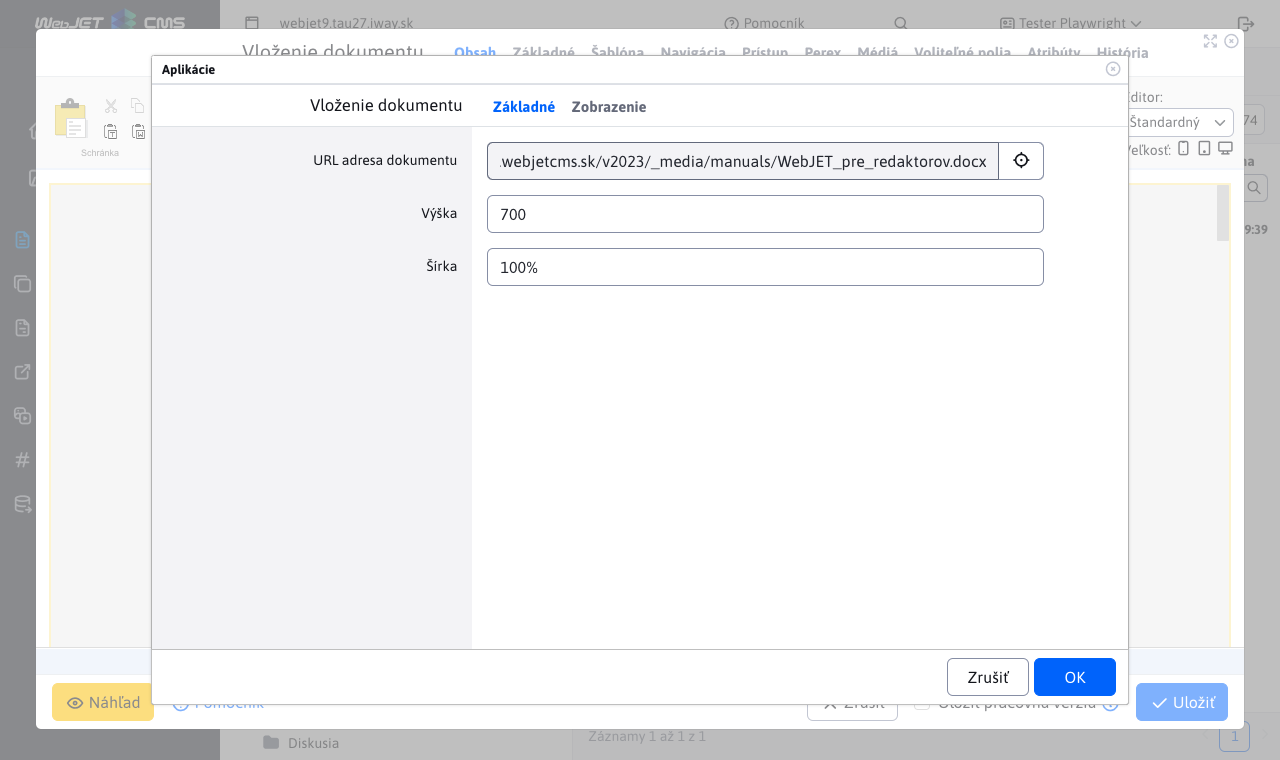 WebJET CMS
webjet9.tau27.iway.sk
Pomocník
Tester Playwright
Vloženie dokumentu
Obsah
Základné
Šablóna
Navigácia
Prístup
Perex
Médiá
Voliteľné polia
Atribúty
História
Aplikácie
Vloženie dokumentu
Základné
Zobrazenie
Editor:
Štandardný
74
Schránka
Veľkosť:
URL adresa dokumentu
.webjetcms.sk/v2023/_media/manuals/WebJET_pre_redaktorov.docx
Výška
700
9:39
Šírka
100%
Zrušiť
OK
Náhľad
Pomocník
Zrušiť
Uložiť pracovnú verziu
Uložiť
Diskusia
Záznamy 1 až 1 z 1
1